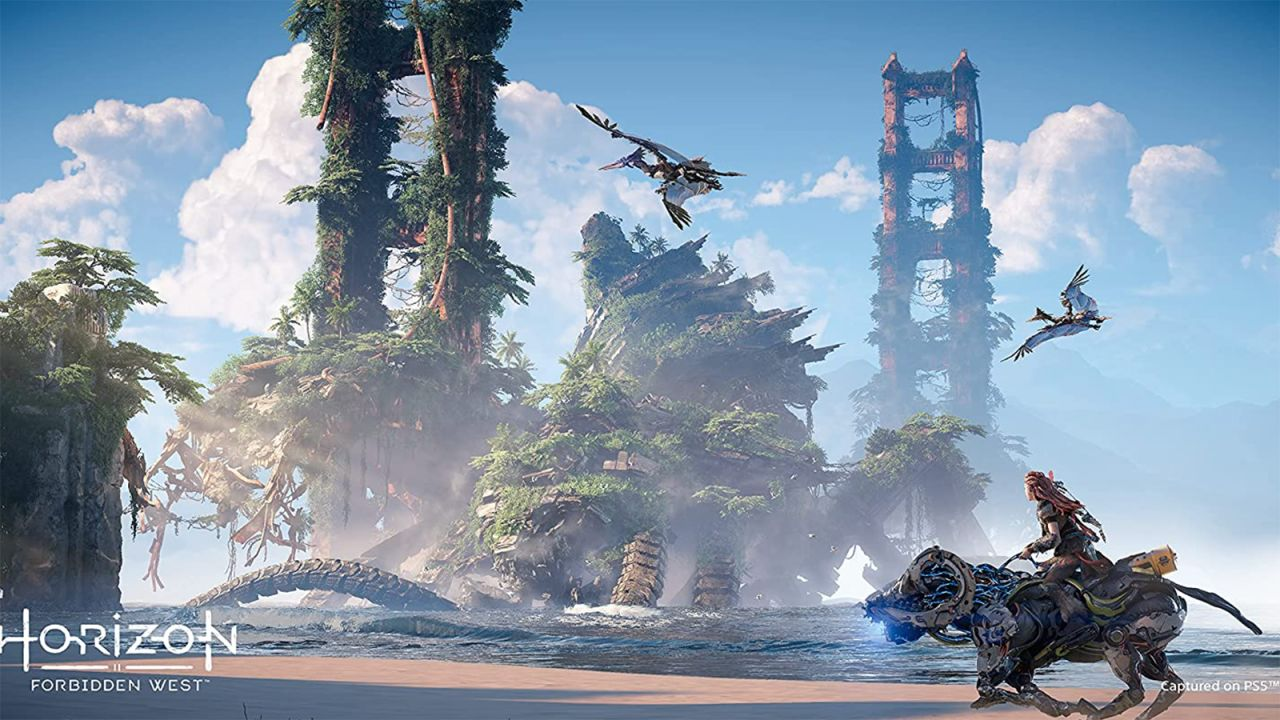 HORIZON
FORBIDDEN WEST™
Captured on PS5™